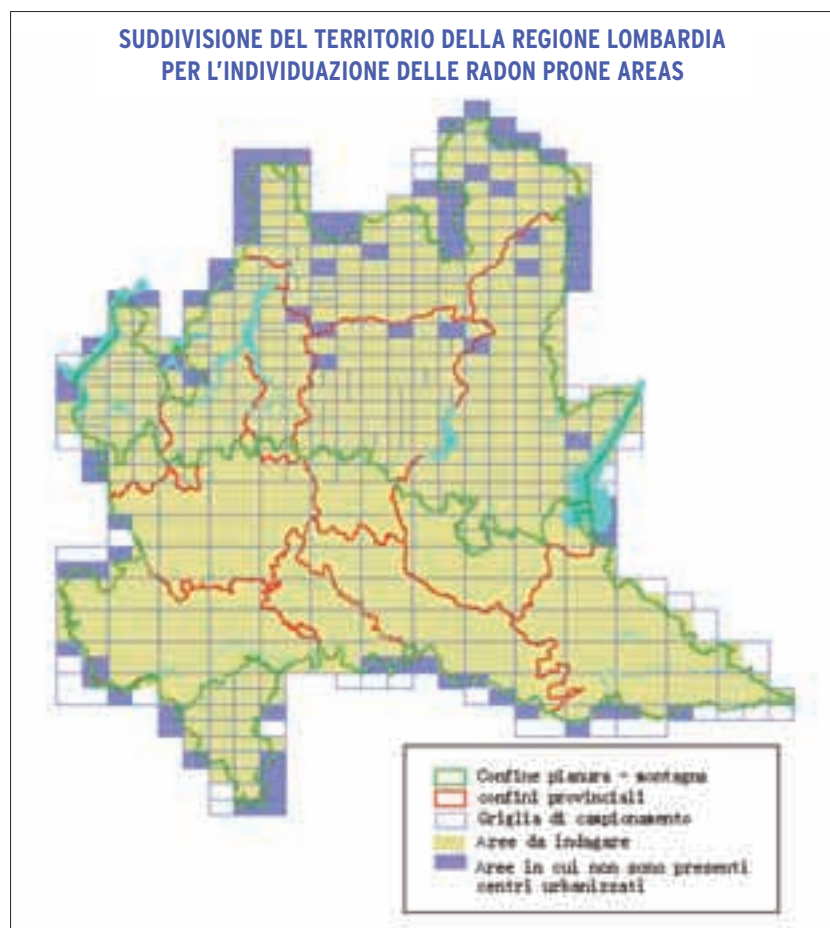 SUDDIVISIONE DEL TERRITORIO DELLA REGIONE LOMBARDIA
PER L'INDIVIDUAZIONE DELLE RADON PRONE AREAS
Confine pianura - montagna
confini provinciali
Griglia di campionamento
Aree da indagare
Aree in cui non sono presenti
centri urbanizzati